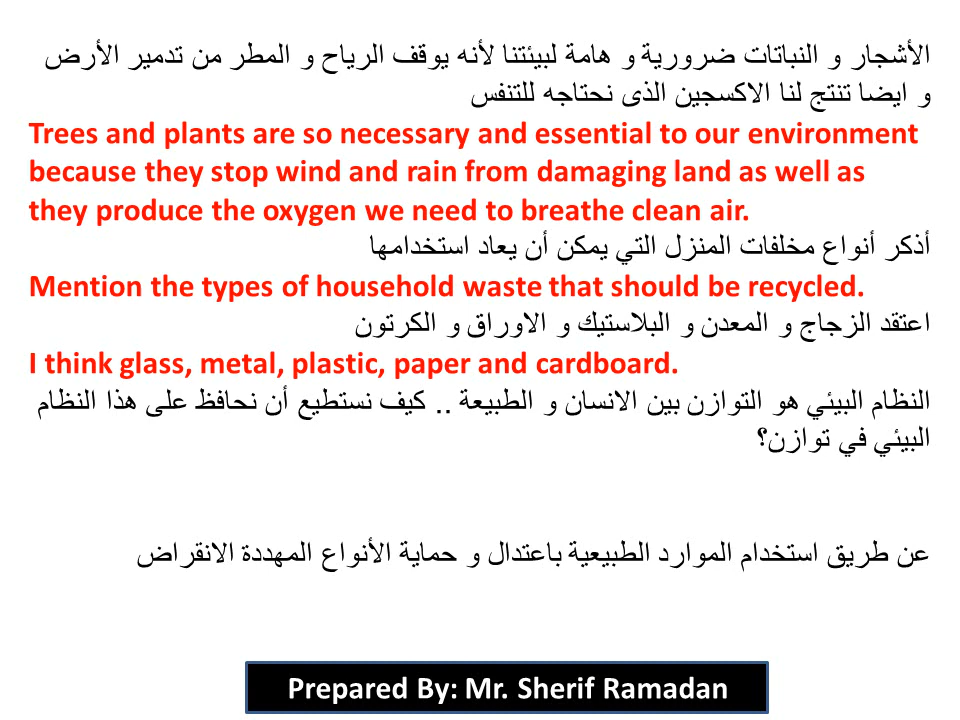 الأشجار و النباتات ضرورية و هامة لبيئتنا لأنه يوقف الرياح و المطر من تدمير الأرض
و ايضا تنتج لنا الاكسجين الذى نحتاجه للتنفس
Trees and plants are so necessary and essential to our environment
because they stop wind and rain from damaging land as well as
they produce the oxygen we need to breathe clean air.
أذكر أنواع مخلفات المنزل التي يمكن أن يعاد استخدامها
Mention the types of household waste that should be recycled.
اعتقد الزجاج و المعدن و البلاستيك و الاوراق و الكرتون
I think glass, metal, plastic, paper and cardboard.
النظام البيئي هو التوازن بين الانسان و الطبيعة .. كيف نستطيع أن نحافظ على هذا النظام
البيئي في توازن؟
عن طريق استخدام الموارد الطبيعية باعتدال و حماية الأنواع المهددة الانقراض
Prepared By: Mr. Sherif Ramadan